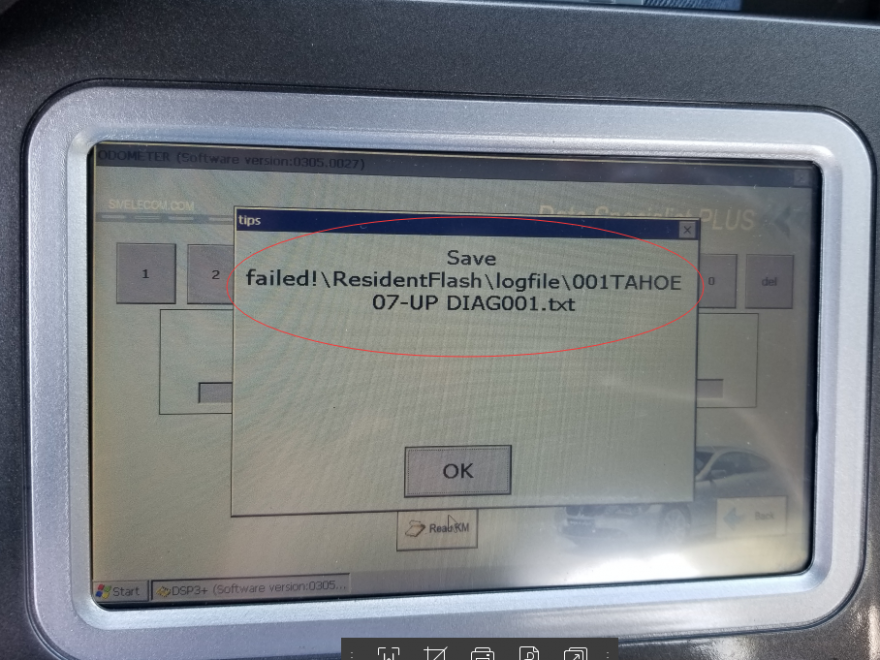 ODOMETER (Software version:0305.0027)
SMELECOM.COM
PLUS
tips
Save
failed!\ResidentFlash\logfile\001TAHOE
07-UP DIAG001.txt
1
2
0
del
OK
Read KM
Back
Start
DSP3+ (Software version:0305...